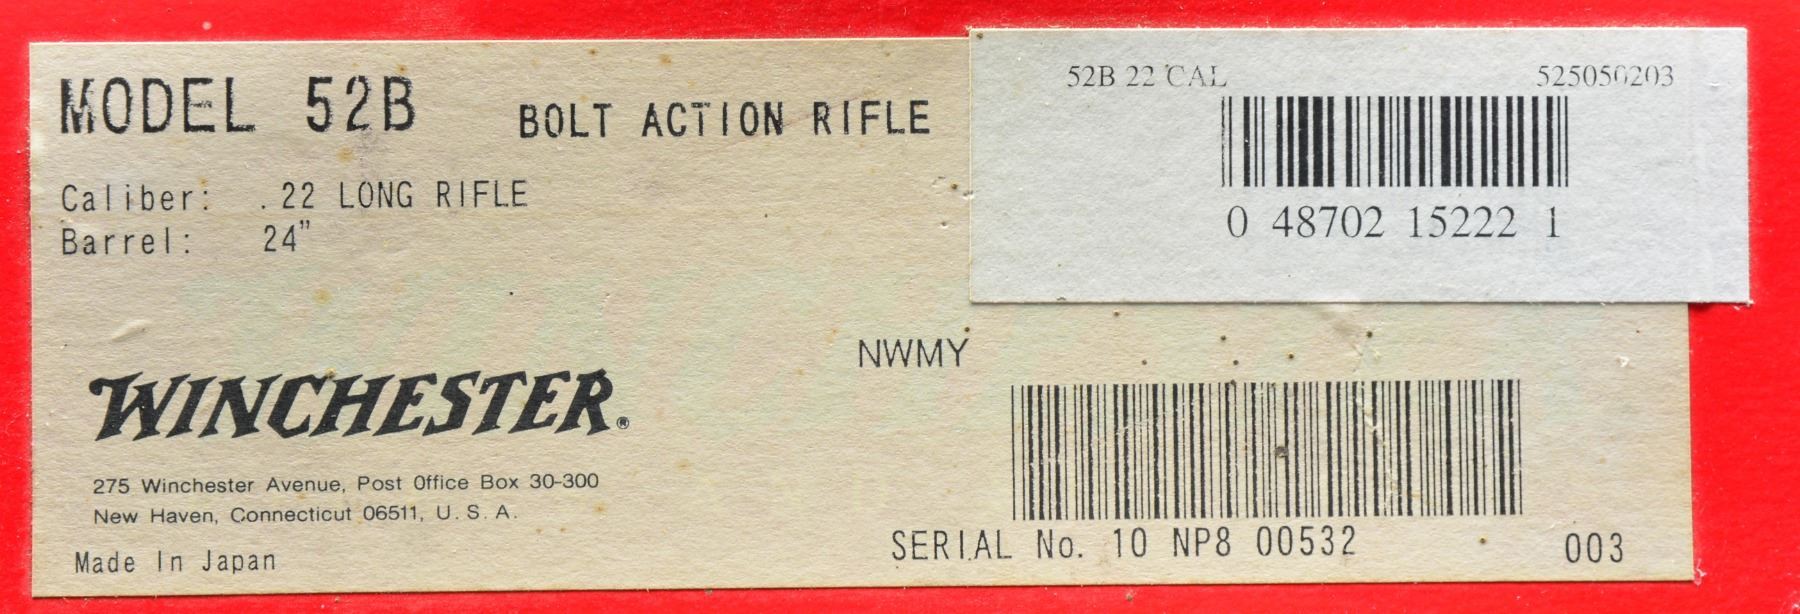 MODEL 52B BOLT ACTION RIFLE
Caliber: .22 LONG RIFLE
Barrel: 24"
52B 22 CAL 525050203
0 48702 15222 1
NWMY
WINCHESTER®
275 Winchester Avenue, Post Office Box 30-300
New Haven, Connecticut 06511, U. S. A.
Made In Japan
SERIAL No. 10 NP8 00532 003